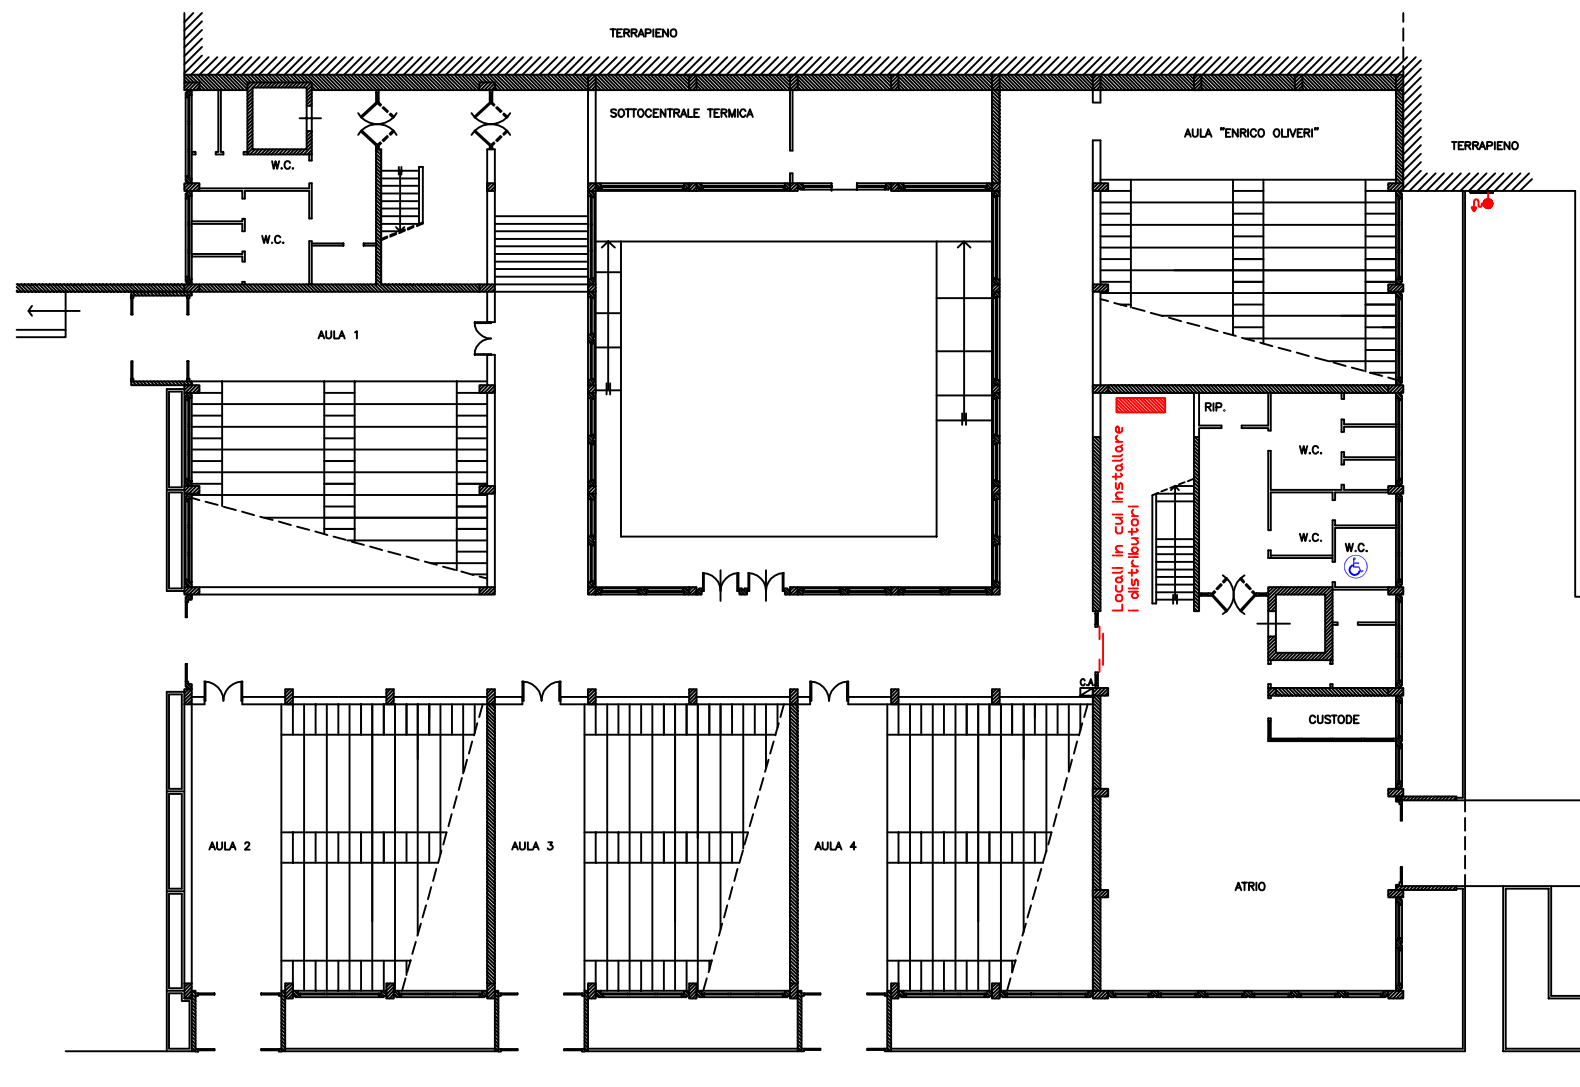 TERRAPIENO
SOTTOCENTRALE TERMICA
AULA "ENRICO OLIVERI"
TERRAPIENO
W.C.
W.C.
AULA 1
RIP.
Locali in cui installare
i distributori
W.C.
W.C.
W.C.
C.A.
CUSTODE
AULA 2
AULA 3
AULA 4
ATRIO